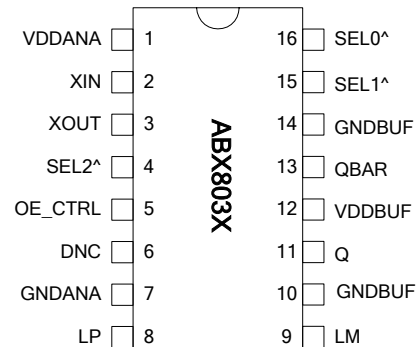 VDDANA 1 16 SEL0^
XIN 2 15 SEL1^
XOUT 3 14 GNDBUF
SEL2^ 4 13 QBAR
OE_CTRL 5 12 VDDBUF
DNC 6 11 Q
GNDANA 7 10 GNDBUF
LP 8 9 LM
ABX803X